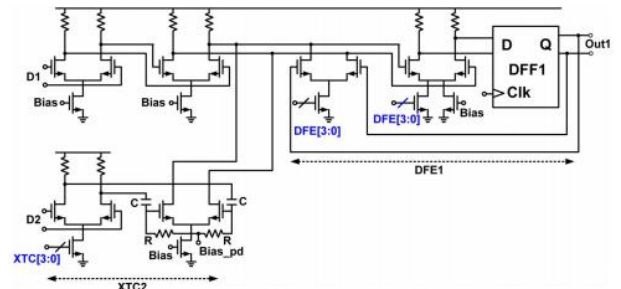 D1
Bias
Bias
DFE[3:0]
DFE[3:0]
Bias
D Q
DFF1
Clk
Out1
DFE1
D2
C
C
R
R
Bias
Bias_pd
XTC[3:0]
XTC2